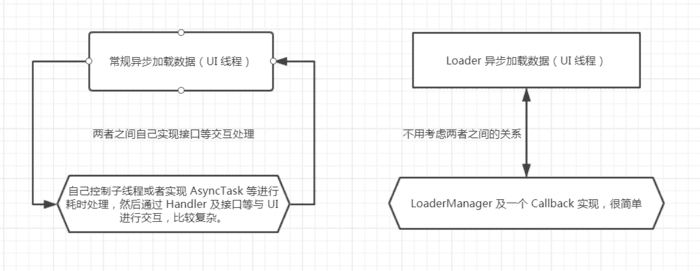 常规异步加载数据（UI 线程）
两者之间自己实现接口等交互处理
自己控制子线程或者实现 AsyncTask 等进行
耗时处理，然后通过 Handler 及接口等与 UI
进行交互，比较复杂。
Loader 异步加载数据（UI 线程）
不用考虑两者之间的关系
LoaderManager 及一个 Callback 实现，很简单